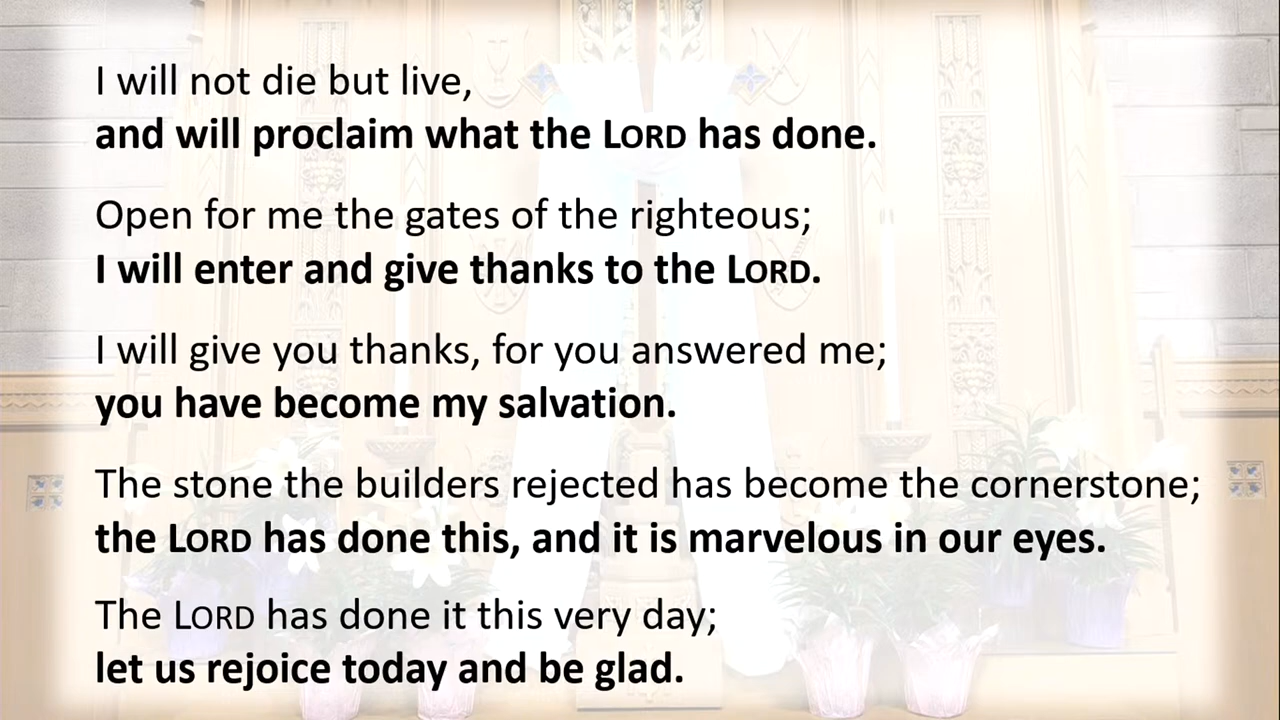 I will not die but live,
and will proclaim what the LORD has done.
Open for me the gates of the righteous;
I will enter and give thanks to the LORD.
I will give you thanks, for you answered me;
you have become my salvation.
The stone the builders rejected has become the cornerstone;
the LORD has done this, and it is marvelous in our eyes.
The LORD has done it this very day;
let us rejoice today and be glad.